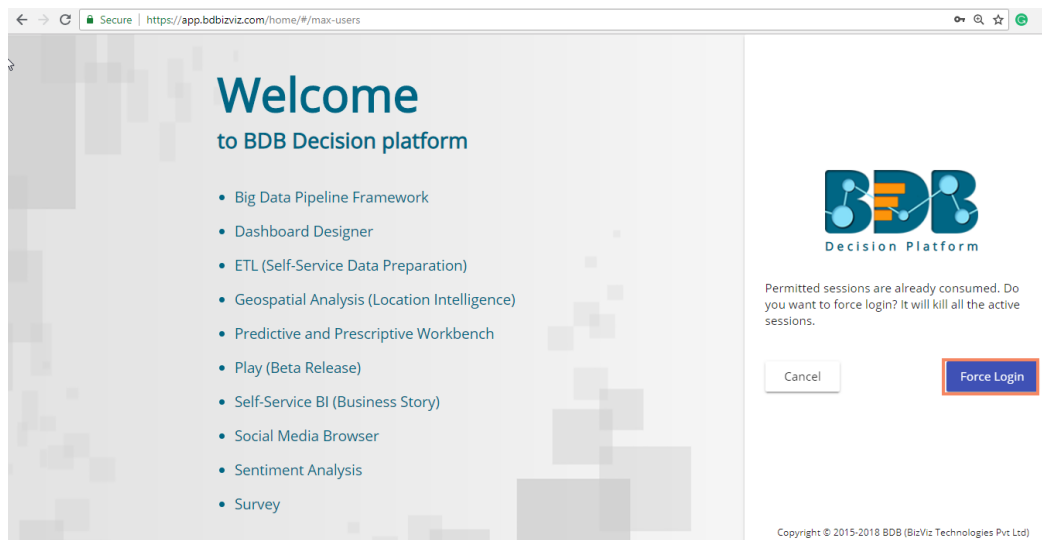 Secure | https://app.bdbizviz.com/home/#/max-users
Welcome
to BDB Decision platform
• Big Data Pipeline Framework
• Dashboard Designer
• ETL (Self-Service Data Preparation)
• Geospatial Analysis (Location Intelligence)
• Predictive and Prescriptive Workbench
• Play (Beta Release)
• Self-Service BI (Business Story)
• Social Media Browser
• Sentiment Analysis
• Survey
BDB
Decision Platform
Permitted sessions are already consumed. Do
you want to force login? It will kill all the active
sessions.
Cancel
Force Login
Copyright © 2015-2018 BDB (BizViz Technologies Pvt Ltd)